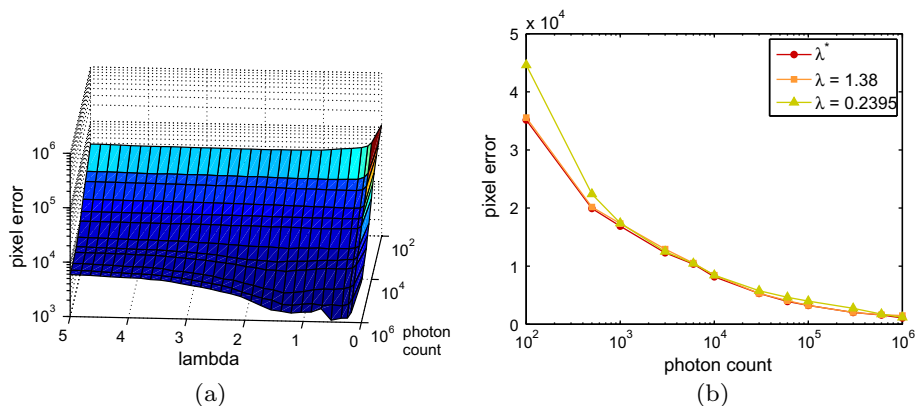 pixel error
10^6
10^5
10^4
10^3
5
4
3
2
1
0
lambda
10^2
10^4
10^6
photon
count
(a)
x 10^4
5
4
3
2
1
0
pixel error
10^2
10^3
10^4
10^5
10^6
photon count
λ*
λ = 1.38
λ = 0.2395
(b)